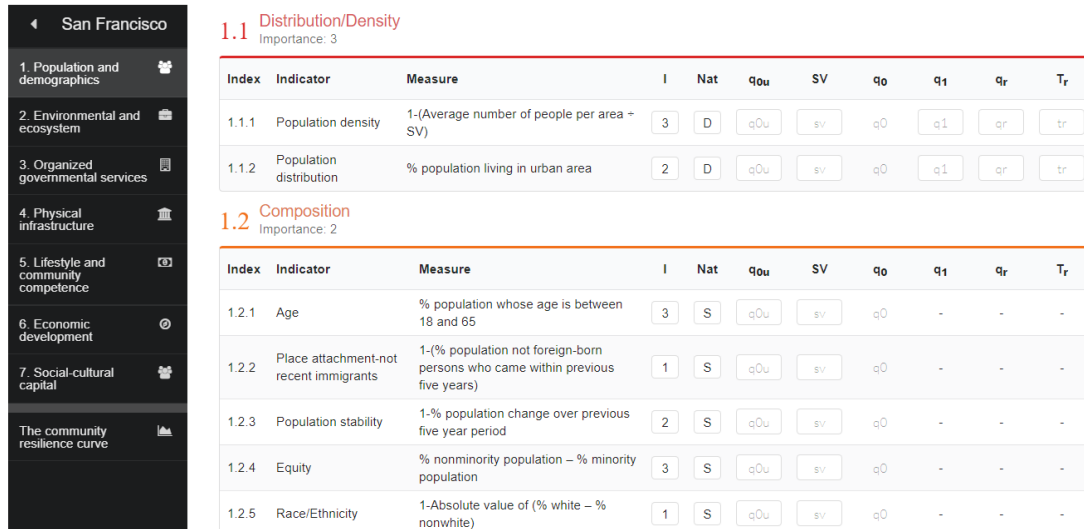 San Francisco
1. Population and
demographics
2. Environmental and
ecosystem
3. Organized
governmental services
4. Physical
infrastructure
5. Lifestyle and
community
competence
6. Economic
development
7. Social-cultural
capital
The community
resilience curve
1.1 Distribution/Density
Importance: 3
Index Indicator Measure I Nat q0u SV q0 q1 qr Tr
1.1.1 Population density 1-(Average number of people per area ÷
SV) 3 D q0u sv q0 q1 qr tr
1.1.2 Population
distribution % population living in urban area 2 D q0u sv q0 q1 qr tr
1.2 Composition
Importance: 2
Index Indicator Measure I Nat q0u SV q0 q1 qr Tr
1.2.1 Age % population whose age is between
18 and 65 3 S q0u sv q0 - - -
1.2.2 Place attachment-not
recent immigrants 1-(% population not foreign-born
persons who came within previous
five years) 1 S q0u sv q0 - - -
1.2.3 Population stability 1-% population change over previous
five year period 2 S q0u sv q0 - - -
1.2.4 Equity % nonminority population – % minority
population 3 S q0u sv q0 - - -
1.2.5 Race/Ethnicity 1-Absolute value of (% white – %
nonwhite) 1 S q0u sv q0 - - -